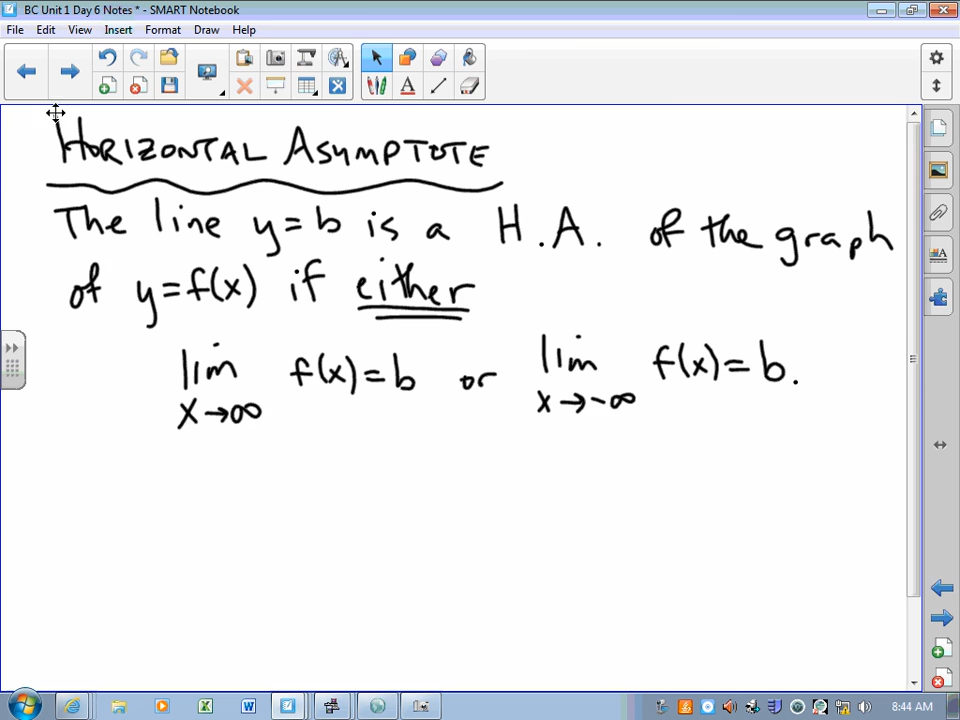 BC Unit 1 Day 6 Notes * - SMART Notebook
File Edit View Insert Format Draw Help
HORIZONTAL ASYMPTOTE
The line y=b is a H.A. of the graph
of y=f(x) if either
lim f(x)=b or lim f(x)=b.
x→∞ x→-∞
8:44 AM